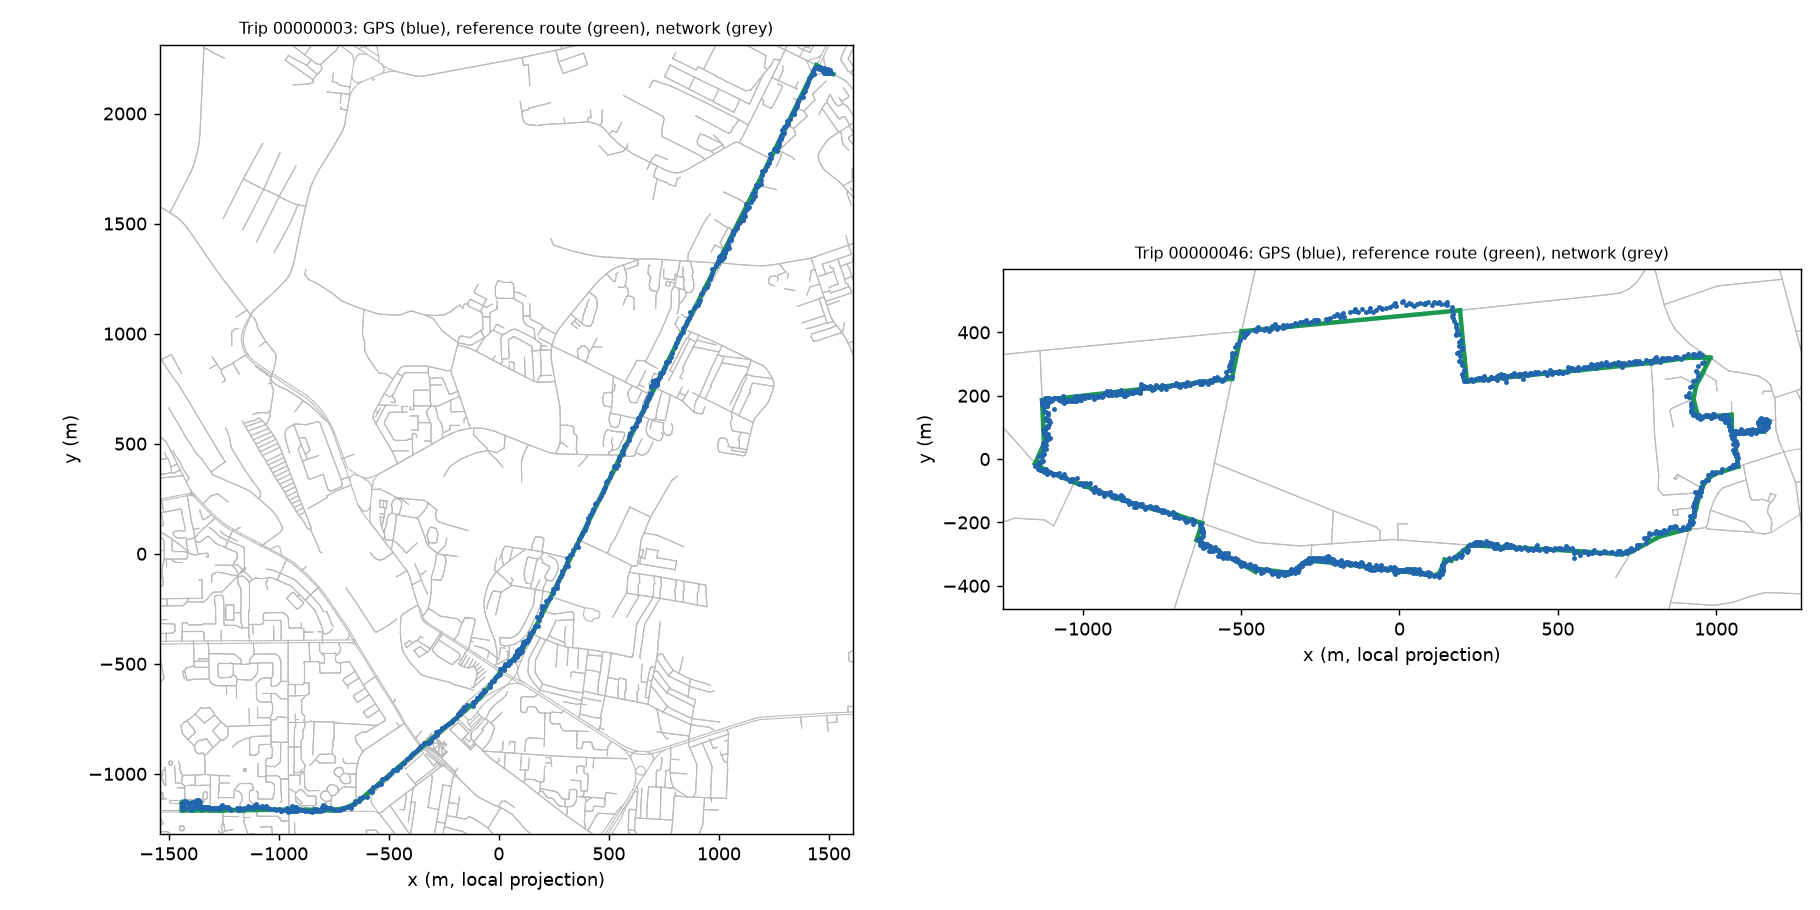 Trip 00000003: GPS (blue), reference route (green), network (grey)
2000
1500
1000
500
0
−500
−1000
y (m)
−1500 −1000 −500 0 500 1000 1500
x (m, local projection)
Trip 00000046: GPS (blue), reference route (green), network (grey)
400
200
0
−200
−400
y (m)
−1000 −500 0 500 1000
x (m, local projection)